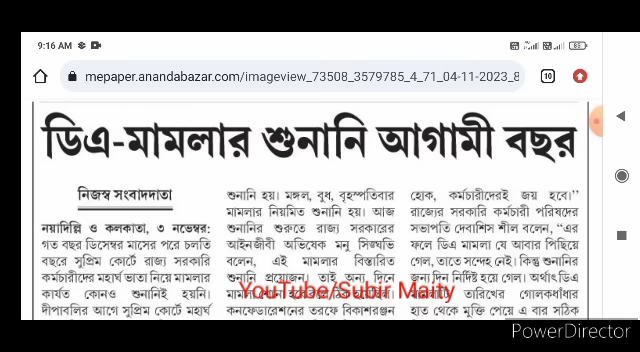 9:16 AM
83
mepaper.anandabazar.com/imageview_73508_3579785_4_71_04-11-2023_8
10
ডিএ-মামলার শুনানি আগামী বছর
নিজস্ব সংবাদদাতা
নয়াদিল্লি ও কলকাতা, ৩ নভেম্বর:
গত বছর ডিসেম্বর মাসের পরে চলতি
বছরে সুপ্রিম কোর্টে রাজ্য সরকারি
কর্মচারীদের মহার্ঘ ভাতা নিয়ে মামলার
কার্যত কোনও শুনানিই হয়নি।
দীপাবলির আগে সুপ্রিম কোর্টে মহার্ঘ
শুনানি হয়। মঙ্গল, বুধ, বৃহস্পতিবার
মামলার নিয়মিত শুনানি হয়। আজ
শুনানির শুরুতে রাজ্য সরকারের
আইনজীবী অভিষেক মনু সিঙ্ঘভি
বলেন, এই মামলার বিস্তারিত
শুনানি প্রয়োজন। তাই অন্য দিনে
কনফেডারেশনের তরফে বিকাশরঞ্জন
হোক, কর্মচারীদেরই জয় হবে।’’
রাজ্যের সরকারি কর্মচারী পরিষদের
সভাপতি দেবাশিস শীল বলেন, ‘‘এর
ফলে ডিএ মামলা যে আবার পিছিয়ে
গেল, তাতে সন্দেহ নেই। কিন্তু শুনানির
জন্য দিন নির্দিষ্ট হয়ে গেল। অর্থাৎ ডিএ
তারিখের গোলকধাঁধার
হাত থেকে মুক্তি পেয়ে এ বার সঠিক
YouTube/Subir Maity
PowerDirector